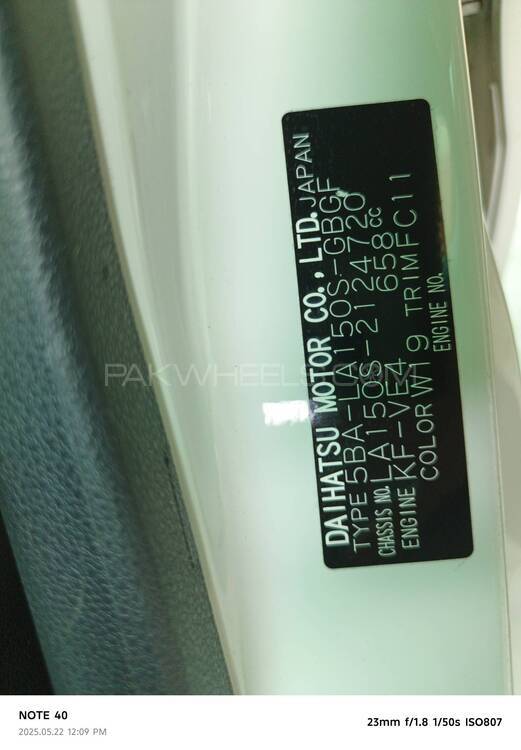 DAIHATSU MOTOR CO., LTD. JAPAN
TYPE 5BA-LA150S-GBGF
CHASSIS NO. LA150S-2124720
ENGINE KF-VE4 658cc
COLOR W19 TRIM FC11
ENGINE NO.
PAKWHEELS.COM
NOTE 40
2025.05.22 12:09 PM
23mm f/1.8 1/50s ISO807